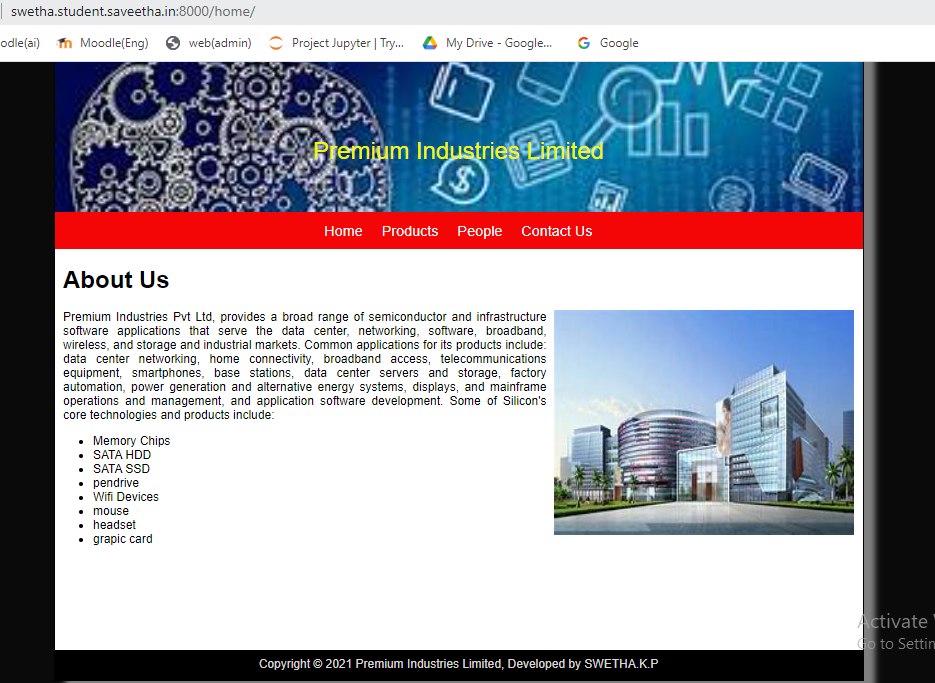 swetha.student.saveetha.in:8000/home/
odle(ai) Moodle(Eng) web(admin) Project Jupyter | Try... My Drive - Google... Google
Premium Industries Limited
Home Products People Contact Us
About Us
Premium Industries Pvt Ltd, provides a broad range of semiconductor and infrastructure
software applications that serve the data center, networking, software, broadband,
wireless, and storage and industrial markets. Common applications for its products include:
data center networking, home connectivity, broadband access, telecommunications
equipment, smartphones, base stations, data center servers and storage, factory
automation, power generation and alternative energy systems, displays, and mainframe
operations and management, and application software development. Some of Silicon's
core technologies and products include:
Memory Chips
SATA HDD
SATA SSD
pendrive
Wifi Devices
mouse
headset
grapic card
Activate
Go to Settin
Copyright © 2021 Premium Industries Limited, Developed by SWETHA.K.P